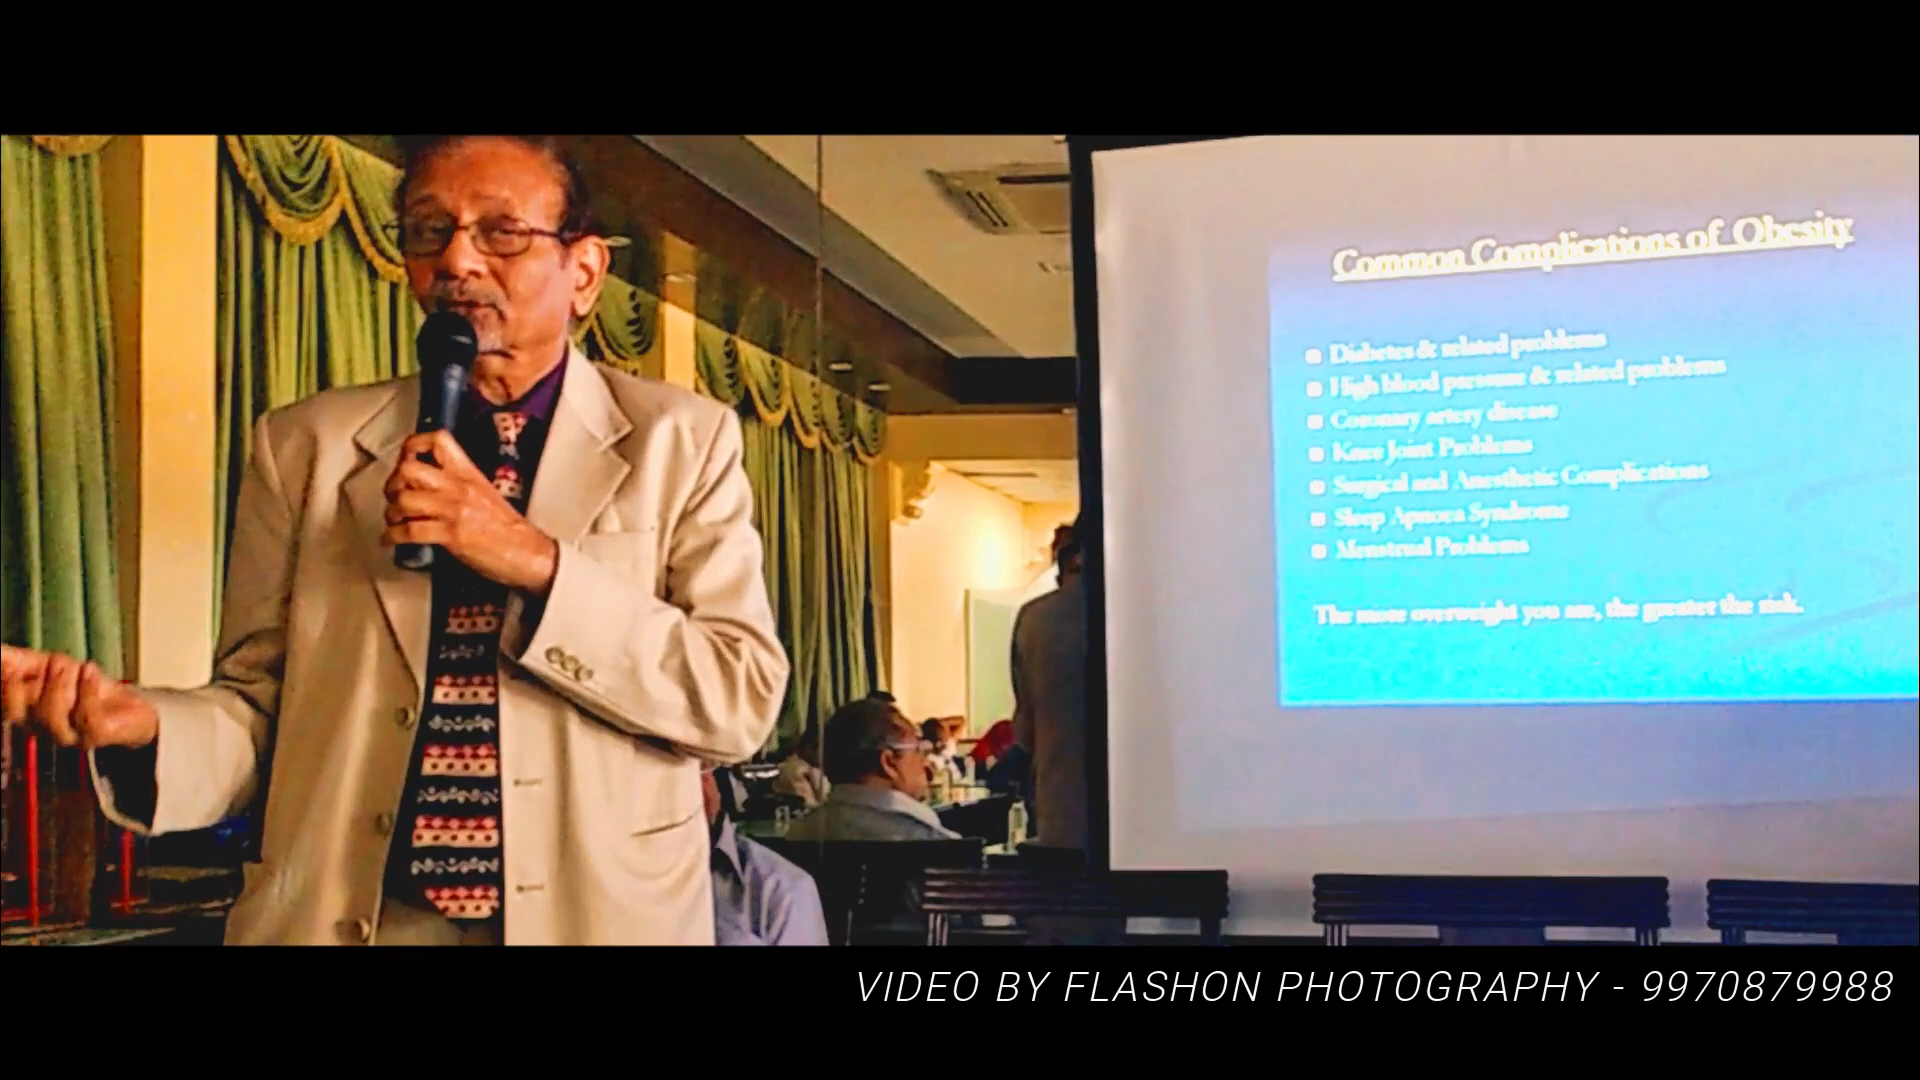 Common Complications of Obesity
Diabetes & related problems
High blood pressure & related problems
Coronary artery disease
Knee Joint Problems
Surgical and Anesthetic Complications
Sleep Apnoea Syndrome
Menstrual Problems
The more overweight you are, the greater the risk.
VIDEO BY FLASHON PHOTOGRAPHY - 9970879988